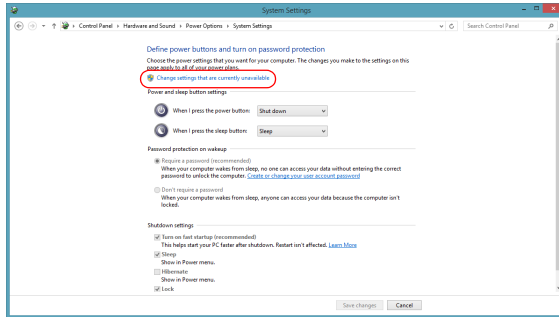 System Settings
Control Panel › Hardware and Sound › Power Options › System Settings
Search Control Panel
Define power buttons and turn on password protection
Choose the power settings that you want for your computer. The changes you make to the settings on this
page apply to all of your power plans.
Change settings that are currently unavailable
Power and sleep button settings
When I press the power button: Shut down
When I press the sleep button: Sleep
Password protection on wakeup
Require a password (recommended)
When your computer wakes from sleep, no one can access your data without entering the correct
password to unlock the computer. Create or change your user account password
Don't require a password
When your computer wakes from sleep, anyone can access your data because the computer isn't
locked.
Shutdown settings
Turn on fast startup (recommended)
This helps start your PC faster after shutdown. Restart isn't affected. Learn More
Sleep
Show in Power menu.
Hibernate
Show in Power menu.
Lock
Save changes Cancel